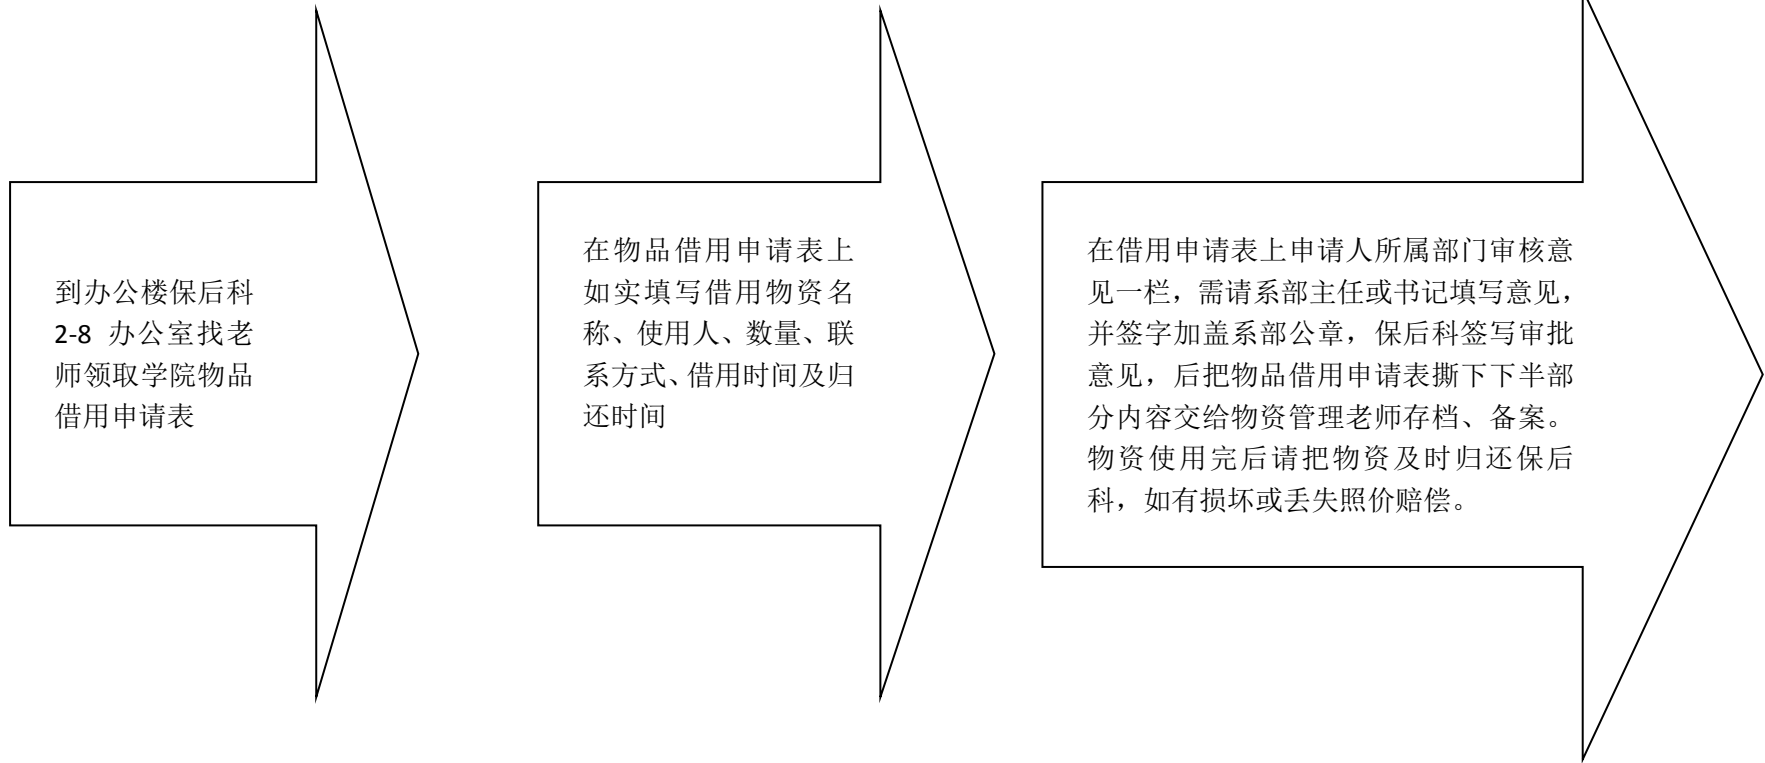 到办公楼保后科
2-8 办公室找老
师领取学院物品
借用申请表
在物品借用申请表上
如实填写借用物资名
称、使用人、数量、联
系方式、借用时间及归
还时间
在借用申请表上申请人所属部门审核意
见一栏，需请系部主任或书记填写意见，
并签字加盖系部公章，保后科签写审批
意见，后把物品借用申请表撕下下半部
分内容交给物资管理老师存档、备案。
物资使用完后请把物资及时归还保后
科，如有损坏或丢失照价赔偿。